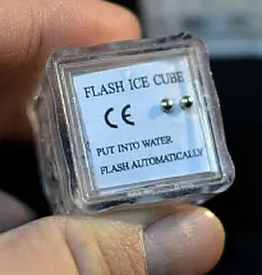 FLASH ICE CUBE
CE
PUT INTO WATER
FLASH AUTOMATICALLY